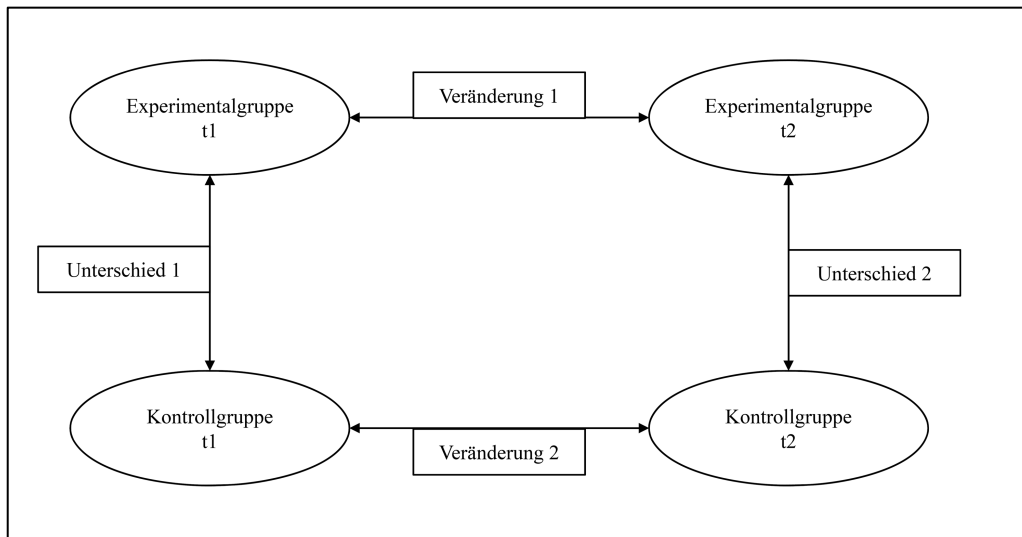 Experimentalgruppe
t1
Veränderung 1
Experimentalgruppe
t2
Unterschied 1
Unterschied 2
Kontrollgruppe
t1
Veränderung 2
Kontrollgruppe
t2